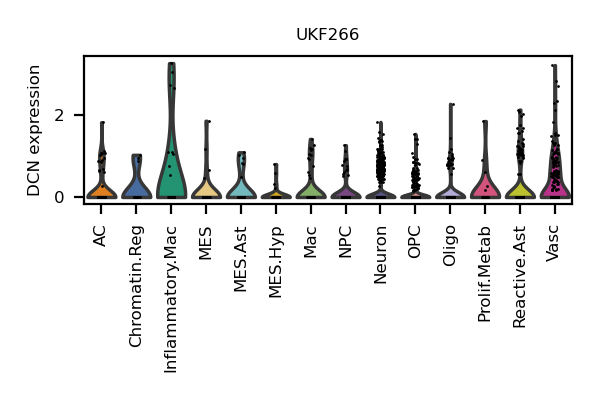 UKF266
DCN expression
2
0
AC
Chromatin.Reg
Inflammatory.Mac
MES
MES.Ast
MES.Hyp
Mac
NPC
Neuron
OPC
Oligo
Prolif.Metab
Reactive.Ast
Vasc